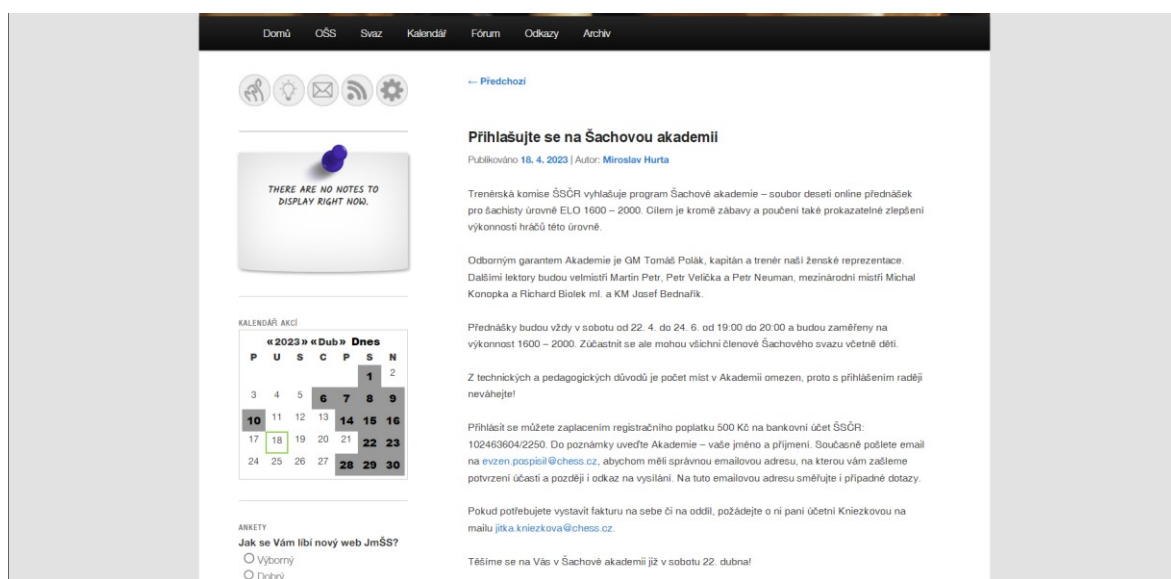 Domů OŠS Svaz Kalendář Fórum Odkazy Archiv
← Předchozí
Přihlašujte se na Šachovou akademii
Publikováno 18. 4. 2023 | Autor: Miroslav Hurta
Trenérská komise ŠSČR vyhlašuje program Šachové akademie – soubor deseti online přednášek
pro šachisty úrovně ELO 1600 – 2000. Cílem je kromě zábavy a poučení také prokazatelné zlepšení
výkonnosti hráčů této úrovně.
Odborným garantem Akademie je GM Tomáš Polák, kapitán a trenér naší ženské reprezentace.
Dalšími lektory budou velmistři Martin Petr, Petr Velička a Petr Neuman, mezinárodní mistři Michal
Konopka a Richard Biolek ml. a KM Josef Bednařík.
Přednášky budou vždy v sobotu od 22. 4. do 24. 6. od 19:00 do 20:00 a budou zaměřeny na
výkonnost 1600 – 2000. Zúčastnit se ale mohou všichni členové Šachového svazu včetně dětí.
Z technických a pedagogických důvodů je počet míst v Akademii omezen, proto s přihlášením raději
neváhejte!
Přihlásit se můžete zaplacením registračního poplatku 500 Kč na bankovní účet ŠSČR:
102463604/2250. Do poznámky uveďte Akademie – vaše jméno a příjmení. Současně pošlete email
na evzen.pospisil@chess.cz, abychom měli správnou emailovou adresu, na kterou vám zašleme
potvrzení účasti a později i odkaz na vysílání. Na tuto emailovou adresu směřujte i případné dotazy.
Pokud potřebujete vystavit fakturu na sebe či na oddíl, požádejte o ni paní účetní Kniezkovou na
mailu jitka.kniezkova@chess.cz.
Těšíme se na Vás v Šachové akademii již v sobotu 22. dubna!
THERE ARE NO NOTES TO
DISPLAY RIGHT NOW.
KALENDÁŘ AKCÍ
«2023» «Dub» Dnes
P U S C P S N
1 2
3 4 5 6 7 8 9
10 11 12 13 14 15 16
17 18 19 20 21 22 23
24 25 26 27 28 29 30
ANKETY
Jak se Vám líbí nový web JmŠS?
Výborný
Dobrý